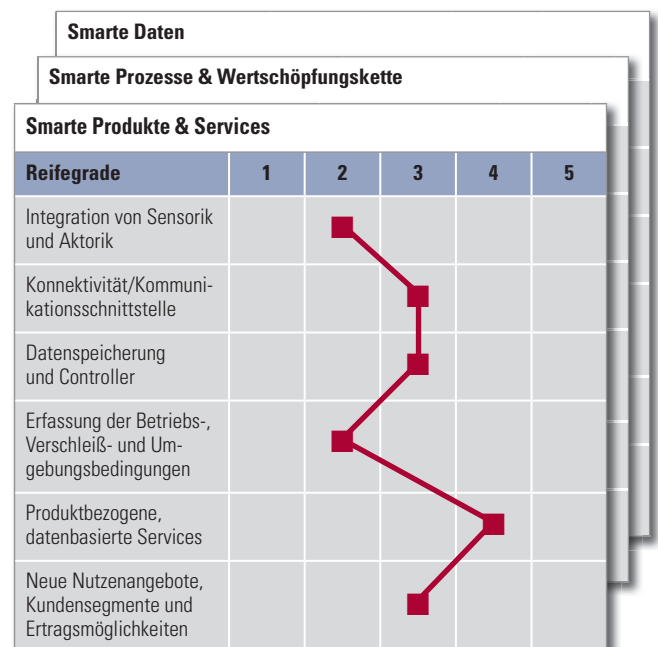 Smarte Daten
Smarte Prozesse & Wertschöpfungskette
Smarte Produkte & Services
Reifegrade 1 2 3 4 5
Integration von Sensorik
und Aktorik
Konnektivität/Kommuni-
kationsschnittstelle
Datenspeicherung
und Controller
Erfassung der Betriebs-,
Verschleiß- und Um-
gebungsbedingungen
Produktbezogene,
datenbasierte Services
Neue Nutzenangebote,
Kundensegmente und
Ertragsmöglichkeiten